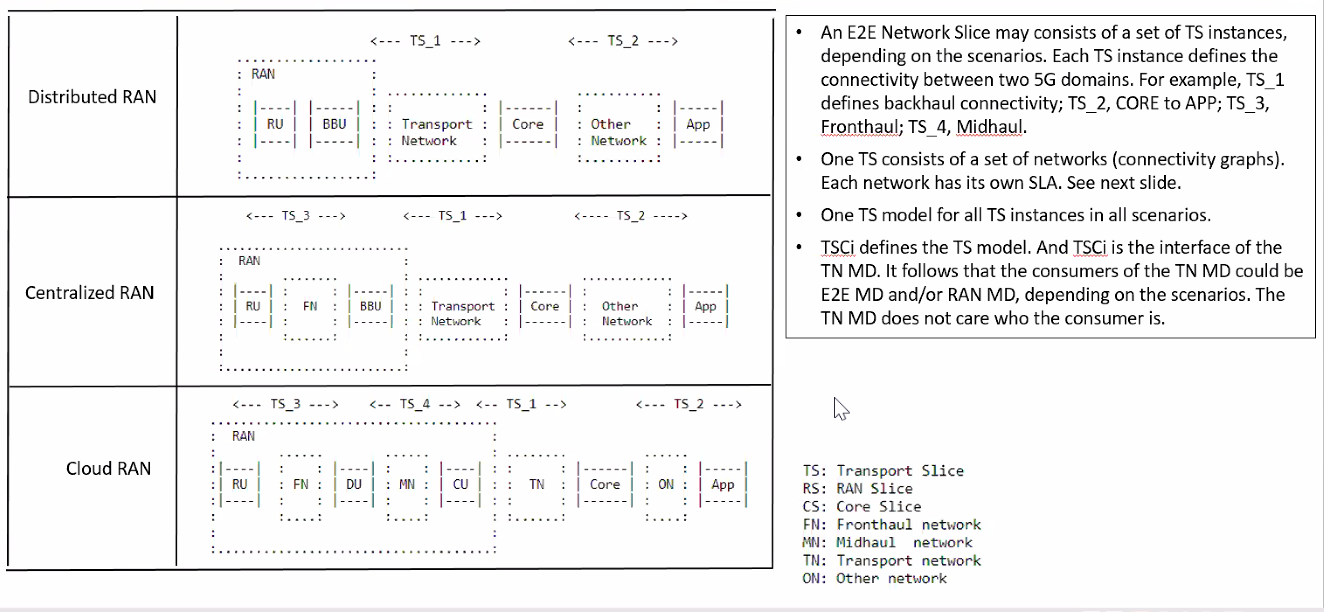 Distributed RAN
<--- TS_1 ---> <--- TS_2 --->
RAN
RU BBU Transport Network Core Other Network App
Centralized RAN
<--- TS_3 ---> <--- TS_1 ---> <---- TS_2 ---->
RAN
RU FN BBU Transport Network Core Other Network App
Cloud RAN
<--- TS_3 ---> <-- TS_4 --> <-- TS_1 --> <--- TS_2 --->
RAN
RU FN DU MN CU TN Core ON App
• An E2E Network Slice may consists of a set of TS instances,
depending on the scenarios. Each TS instance defines the
connectivity between two 5G domains. For example, TS_1
defines backhaul connectivity; TS_2, CORE to APP; TS_3,
Fronthaul; TS_4, Midhaul.
• One TS consists of a set of networks (connectivity graphs).
Each network has its own SLA. See next slide.
• One TS model for all TS instances in all scenarios.
• TSCi defines the TS model. And TSCi is the interface of the
TN MD. It follows that the consumers of the TN MD could be
E2E MD and/or RAN MD, depending on the scenarios. The
TN MD does not care who the consumer is.
TS: Transport Slice
RS: RAN Slice
CS: Core Slice
FN: Fronthaul network
MN: Midhaul network
TN: Transport network
ON: Other network